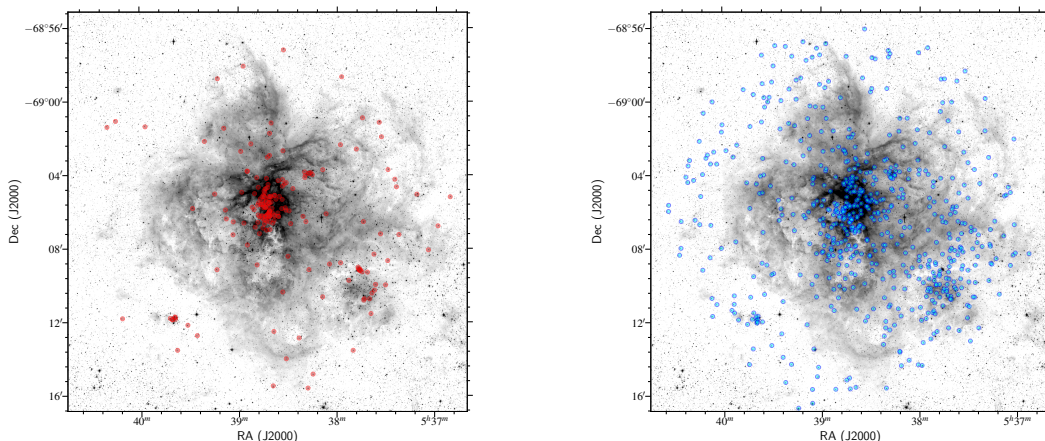 −68°56′
−69°00′
04′
08′
12′
16′
Dec (J2000)
40ᵐ
39ᵐ
38ᵐ
5ʰ37ᵐ
RA (J2000)
−68°56′
−69°00′
04′
08′
12′
16′
Dec (J2000)
40ᵐ
39ᵐ
38ᵐ
5ʰ37ᵐ
RA (J2000)